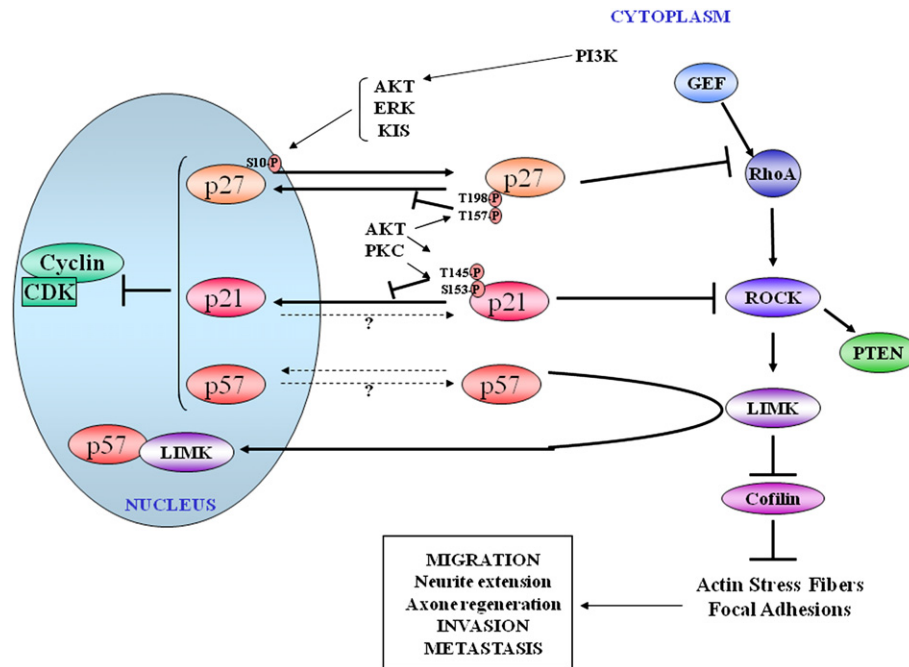 CYTOPLASM
PI3K
GEF
AKT
ERK
KIS
S10-P
p27
p27
RhoA
T198-P
T157-P
AKT
PKC
Cyclin
CDK
T145-P
S153-P
p21
p21
ROCK
?
PTEN
p57
p57
?
LIMK
p57
LIMK
NUCLEUS
Cofilin
MIGRATION
Neurite extension
Axone regeneration
INVASION
METASTASIS
Actin Stress Fibers
Focal Adhesions